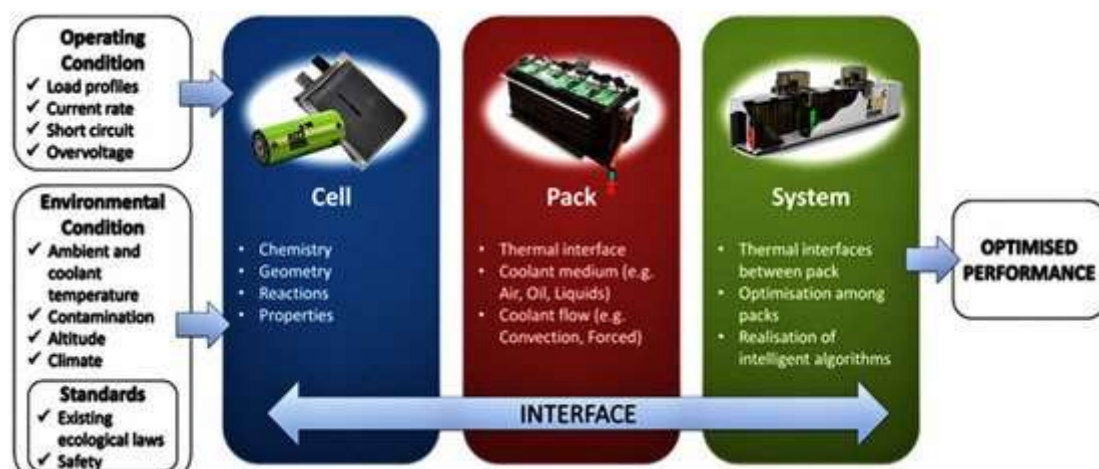 Operating
Condition
✓ Load profiles
✓ Current rate
✓ Short circuit
✓ Overvoltage
Environmental
Condition
✓ Ambient and
coolant
temperature
✓ Contamination
✓ Altitude
✓ Climate
Standards
✓ Existing
ecological laws
✓ Safety
Cell
• Chemistry
• Geometry
• Reactions
• Properties
Pack
• Thermal interface
• Coolant medium (e.g.
Air, Oil, Liquids)
• Coolant flow (e.g.
Convection, Forced)
System
• Thermal interfaces
between pack
• Optimisation among
packs
• Realisation of
intelligent algorithms
INTERFACE
OPTIMISED
PERFORMANCE